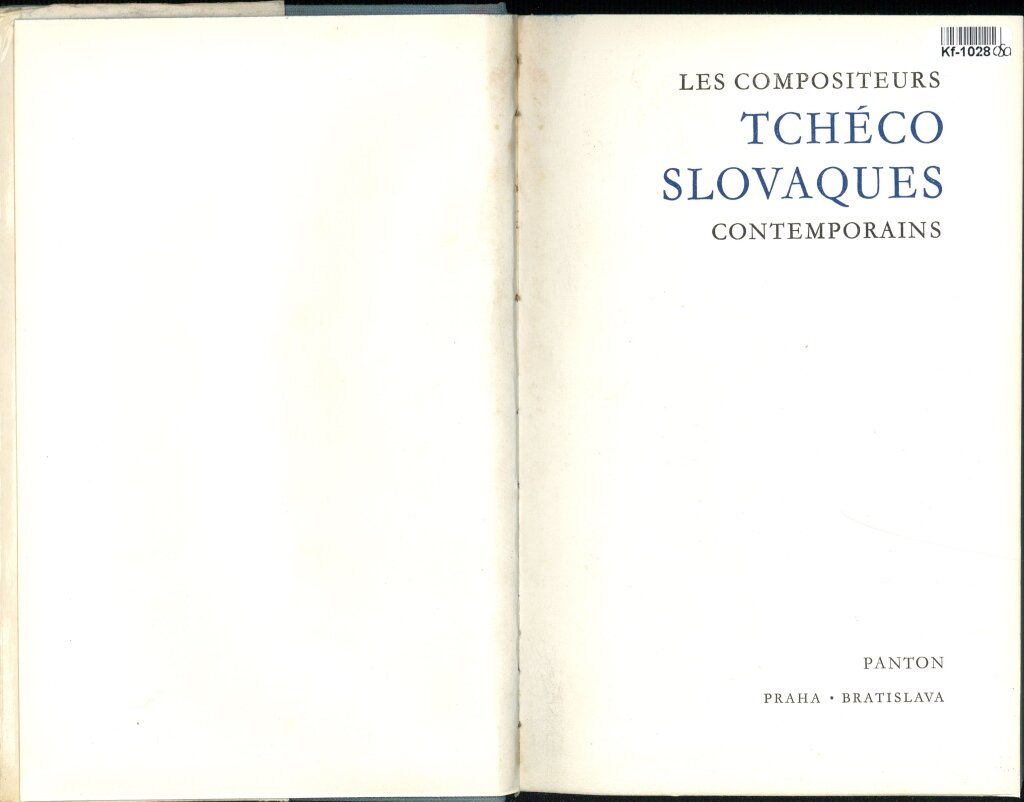 Kf-1028
LES COMPOSITEURS
TCHÉCO
SLOVAQUES
CONTEMPORAINS
PANTON
PRAHA • BRATISLAVA